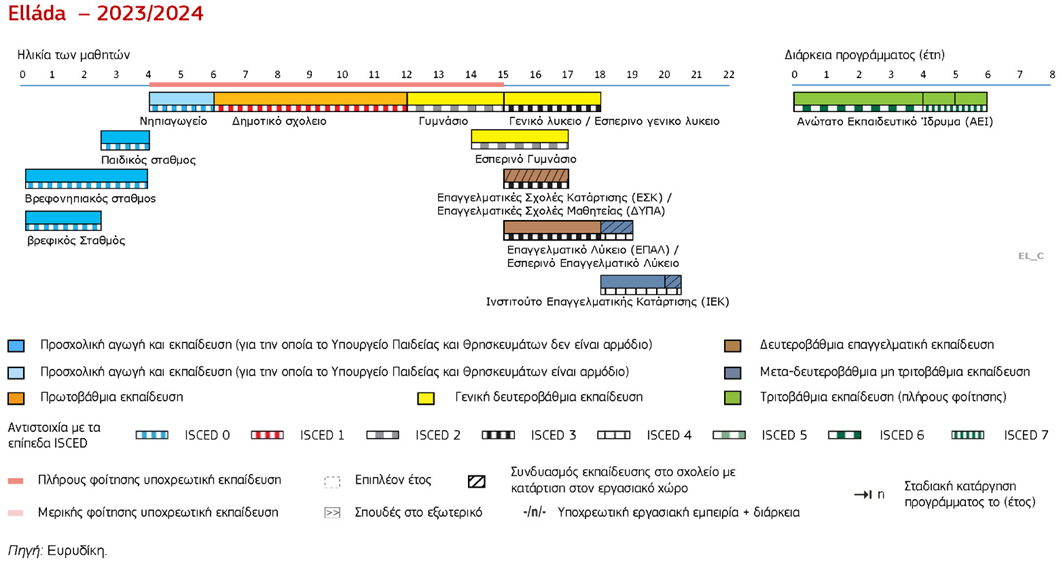 Elláda – 2023/2024
Ηλικία των μαθητών
Διάρκεια προγράμματος (έτη)
0 1 2 3 4 5 6 7 8 9 10 11 12 13 14 15 16 17 18 19 20 21 22
0 1 2 3 4 5 6 7 8
Νηπιαγωγείο
Δημοτικό σχολειο
Γυμνάσιο
Γενικό λυκειο / Εσπερινο γενικο λυκειο
Ανώτατο Εκπαιδευτικό Ίδρυμα (ΑΕΙ)
Παιδικός σταθμος
Εσπερινό Γυμνάσιο
Βρεφονηπιακός σταθμος
Επαγγελματικές Σχολές Κατάρτισης (ΕΣΚ) /
Επαγγελματικές Σχολές Μαθητείας (ΔΥΠΑ)
βρεφικός Σταθμός
Επαγγελματικό Λύκειο (ΕΠΑΛ) /
Εσπερινό Επαγγελματικό Λύκειο
EL_C
Ινστιτούτο Επαγγελματικής Κατάρτισης (ΙΕΚ)
Προσχολική αγωγή και εκπαίδευση (για την οποία το Υπουργείο Παιδείας και Θρησκευμάτων δεν είναι αρμόδιο)
Δευτεροβάθμια επαγγελματική εκπαίδευση
Προσχολική αγωγή και εκπαίδευση (για την οποία το Υπουργείο Παιδείας και Θρησκευμάτων είναι αρμόδιο)
Μετα-δευτεροβάθμια μη τριτοβάθμια εκπαίδευση
Πρωτοβάθμια εκπαίδευση
Γενική δευτεροβάθμια εκπαίδευση
Τριτοβάθμια εκπαίδευση (πλήρους φοίτησης)
Αντιστοιχία με τα
επίπεδα ISCED
ISCED 0
ISCED 1
ISCED 2
ISCED 3
ISCED 4
ISCED 5
ISCED 6
ISCED 7
Πλήρους φοίτησης υποχρεωτική εκπαίδευση
Επιπλέον έτος
Συνδυασμός εκπαίδευσης στο σχολείο με
κατάρτιση στον εργασιακό χώρο
n
Σταδιακή κατάργηση
προγράμματος το (έτος)
Μερικής φοίτησης υποχρεωτική εκπαίδευση
>>
Σπουδές στο εξωτερικό
-/n/-
Υποχρεωτική εργασιακή εμπειρία + διάρκεια
Πηγή: Ευρυδίκη.